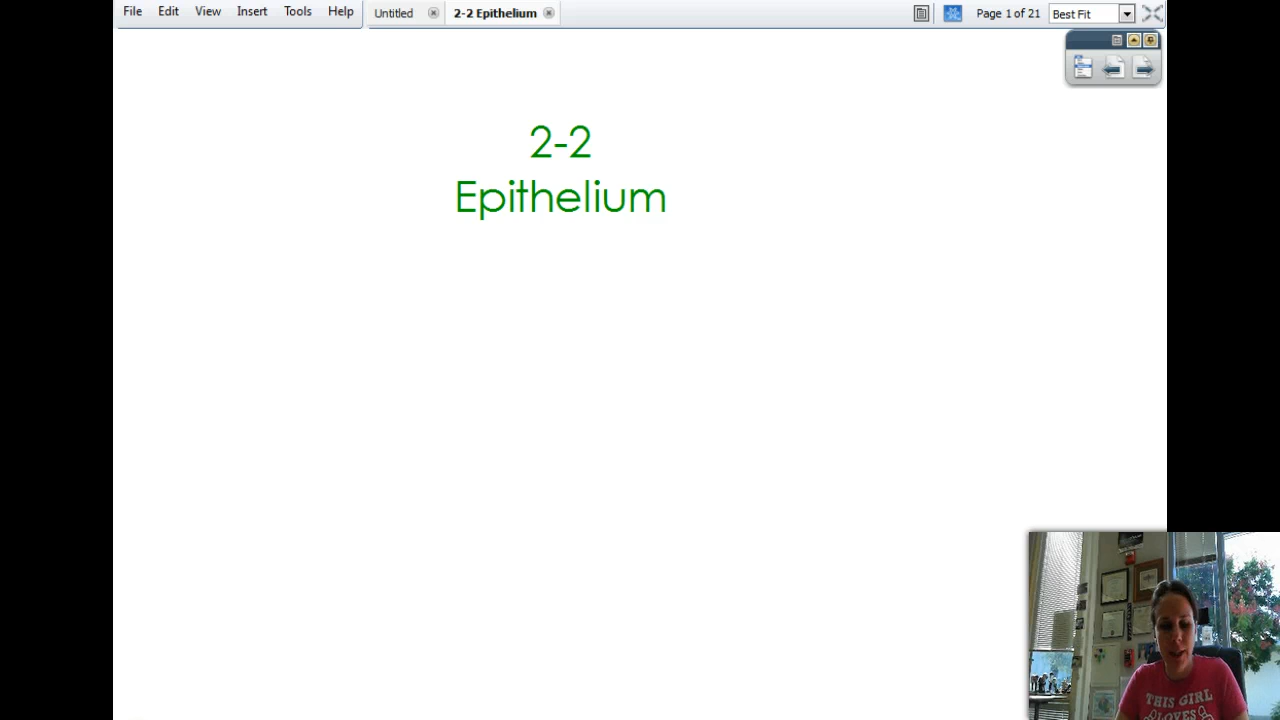 File Edit View Insert Tools Help Untitled 2-2 Epithelium Page 1 of 21 Best Fit
2-2
Epithelium
THIS GIRL
LOVES